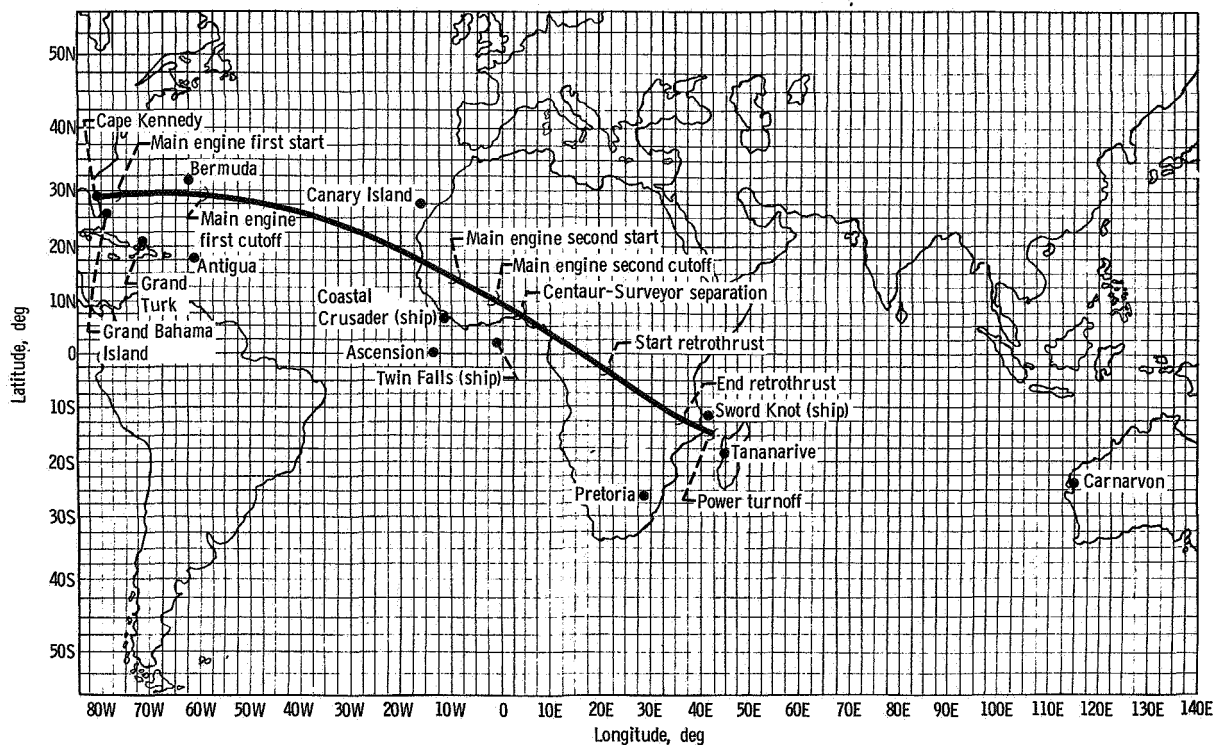 50N
40N
30N
20N
10N
0
10S
20S
30S
40S
50S
Latitude, deg
Cape Kennedy
Main engine first start
Bermuda
Main engine
first cutoff
Antigua
Grand
Turk
Grand Bahama
Island
Canary Island
Main engine second start
Main engine second cutoff
Centaur-Surveyor separation
Coastal
Crusader (ship)
Ascension
Twin Falls (ship)
Start retrothrust
End retrothrust
Sword Knot (ship)
Tananarive
Pretoria
Power turnoff
Carnarvon
80W 70W 60W 50W 40W 30W 20W 10W 0 10E 20E 30E 40E 50E 60E 70E 80E 90E 100E 110E 120E 130E 140E
Longitude, deg